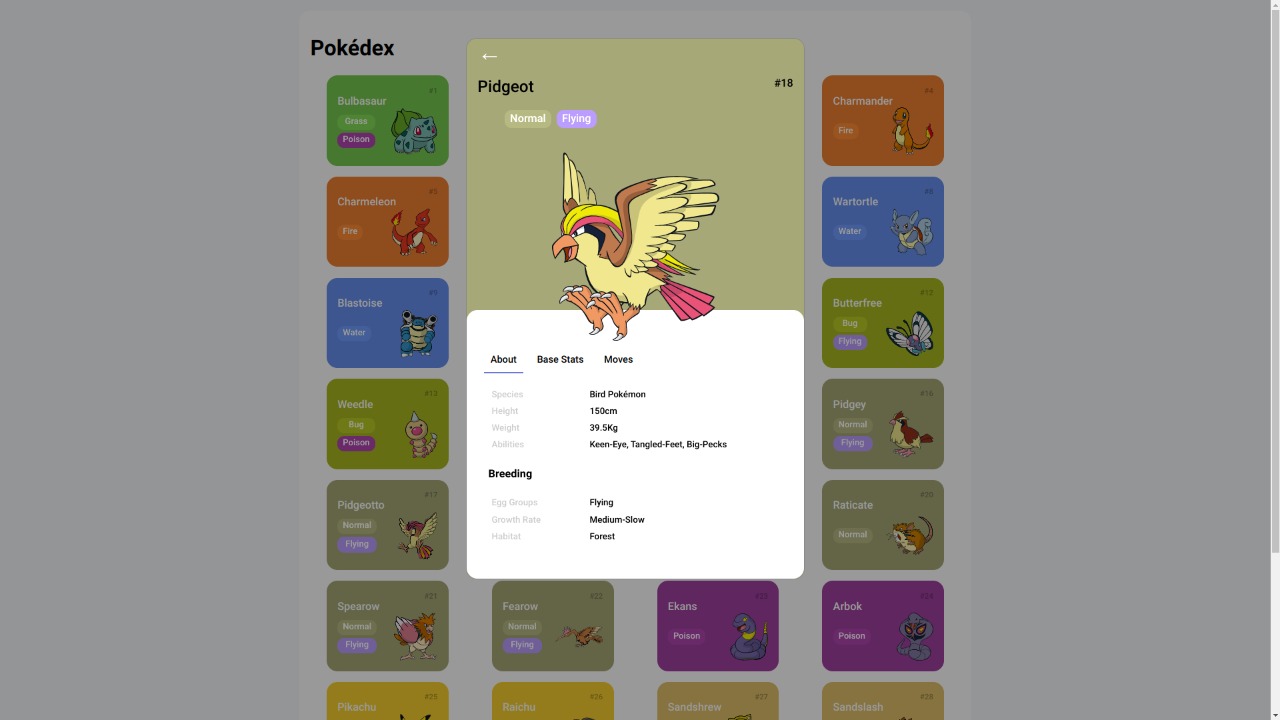 Pokédex
←
Pidgeot
#18
Normal Flying
About Base Stats Moves
Species Bird Pokémon
Height 150cm
Weight 39.5Kg
Abilities Keen-Eye, Tangled-Feet, Big-Pecks
Breeding
Egg Groups Flying
Growth Rate Medium-Slow
Habitat Forest
#1
Bulbasaur
Grass
Poison
#4
Charmander
Fire
#5
Charmeleon
Fire
#8
Wartortle
Water
#9
Blastoise
Water
#12
Butterfree
Bug
Flying
#13
Weedle
Bug
Poison
#16
Pidgey
Normal
Flying
#17
Pidgeotto
Normal
Flying
#20
Raticate
Normal
#21
Spearow
Normal
Flying
#22
Fearow
Normal
Flying
#23
Ekans
Poison
#24
Arbok
Poison
#25
Pikachu
#26
Raichu
#27
Sandshrew
#28
Sandslash